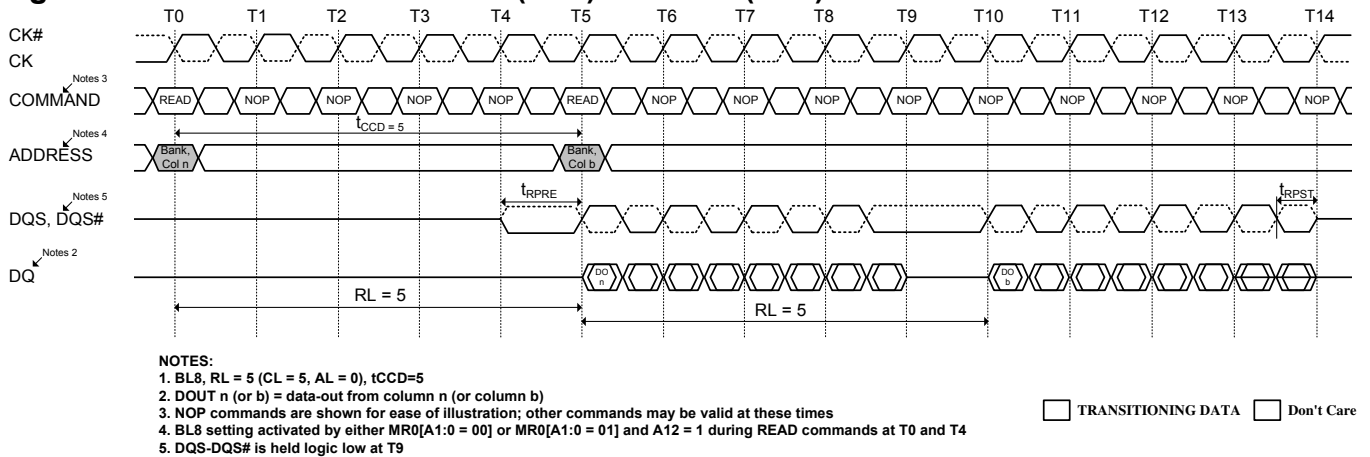 T0 T1 T2 T3 T4 T5 T6 T7 T8 T9 T10 T11 T12 T13 T14
CK#
CK
Notes 3
COMMAND
READ NOP NOP NOP NOP READ NOP NOP NOP NOP NOP NOP NOP NOP NOP
tCCD = 5
Notes 4
ADDRESS
Bank, Col n
Bank, Col b
Notes 5
DQS, DQS#
tRPRE
tRPST
Notes 2
DQ
DO n
DO b
RL = 5
RL = 5
NOTES:
1. BL8, RL = 5 (CL = 5, AL = 0), tCCD=5
2. DOUT n (or b) = data-out from column n (or column b)
3. NOP commands are shown for ease of illustration; other commands may be valid at these times
4. BL8 setting activated by either MR0[A1:0 = 00] or MR0[A1:0 = 01] and A12 = 1 during READ commands at T0 and T4
5. DQS-DQS# is held logic low at T9
TRANSITIONING DATA Don't Care